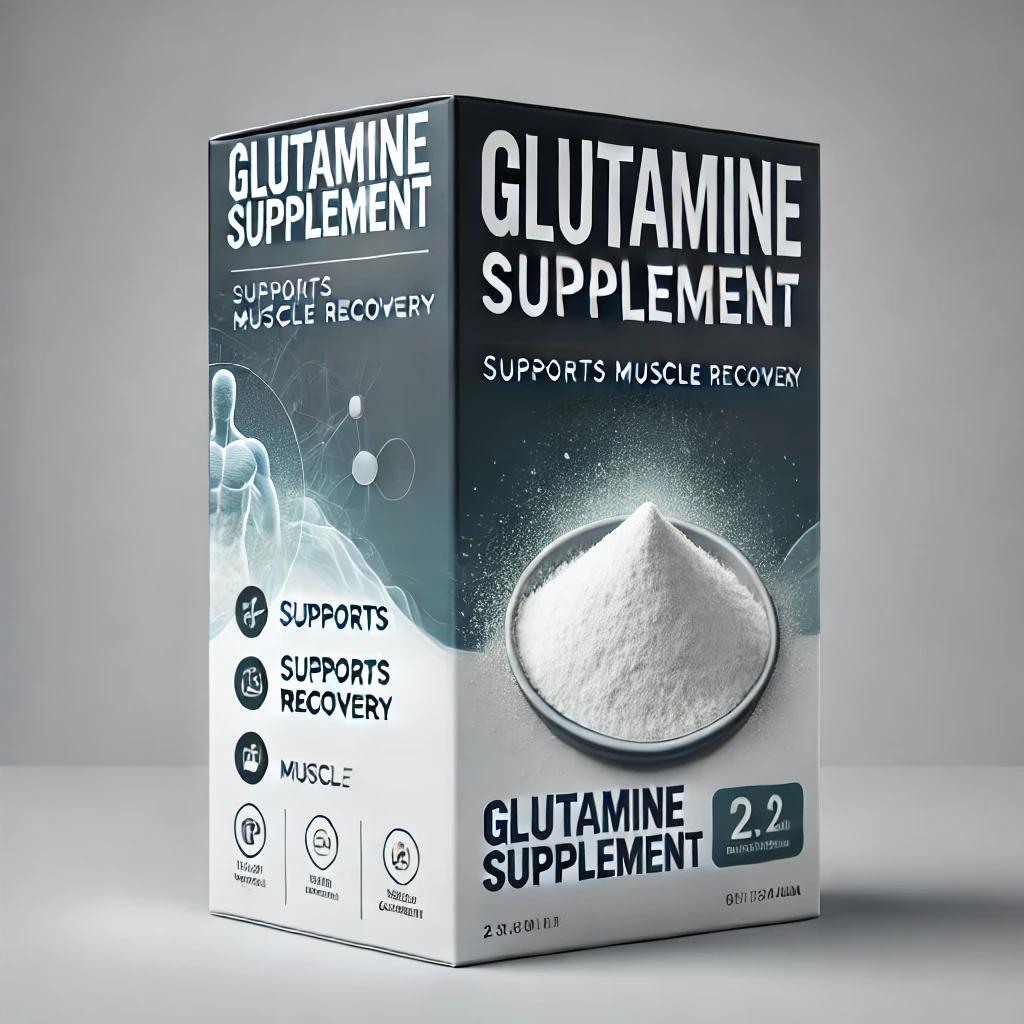 GLUTAMINE
SUPPLEMENT
SUPPORTS
MUSCLE RECOVERY
SUPPORTS
SUPPORTS
RECOVERY
MUSCLE
GLUTAMINE
SUPPLEMENT
SUPPORTS MUSCLE RECOVERY
GLUTAMINE
SUPPLEMENT
2.2